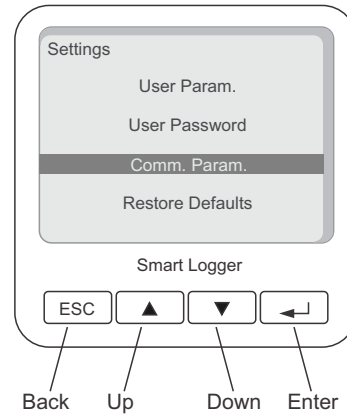 Settings
User Param.
User Password
Comm. Param.
Restore Defaults
Smart Logger
ESC
Back Up Down Enter